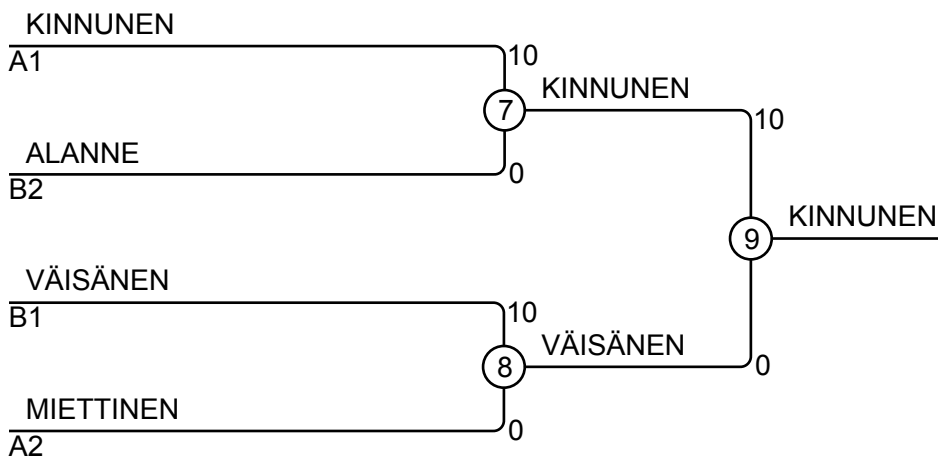 KINNUNEN
A1
10
7
KINNUNEN
10
ALANNE
B2
0
9
KINNUNEN
VÄISÄNEN
B1
10
8
VÄISÄNEN
0
MIETTINEN
A2
0